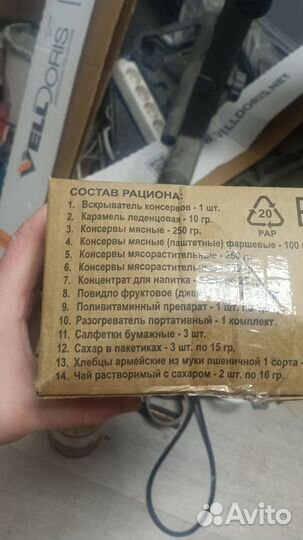 VELLDORIS
VELLDORIS.NET
СОСТАВ РАЦИОНА:
1. Вскрыватель консервов - 1 шт.
2. Карамель леденцовая - 10 гр.
3. Консервы мясные - 250 гр.
4. Консервы мясные (паштетные) фаршевые - 100
5. Консервы мясорастительные - 250 гр.
6. Консервы мясорастительные -
7. Концентрат для напитка -
8. Повидло фруктовое
9. Поливитаминный препарат - 1 шт.
10. Разогреватель портативный - 1 комплект
11. Салфетки бумажные - 3 шт.
12. Сахар в пакетиках - 3 шт. по 15 гр.
13. Хлебцы армейские из муки пшеничной 1 сорта -
14. Чай растворимый с сахаром - 2 шт. по 16 гр.
20
PAP
Avito